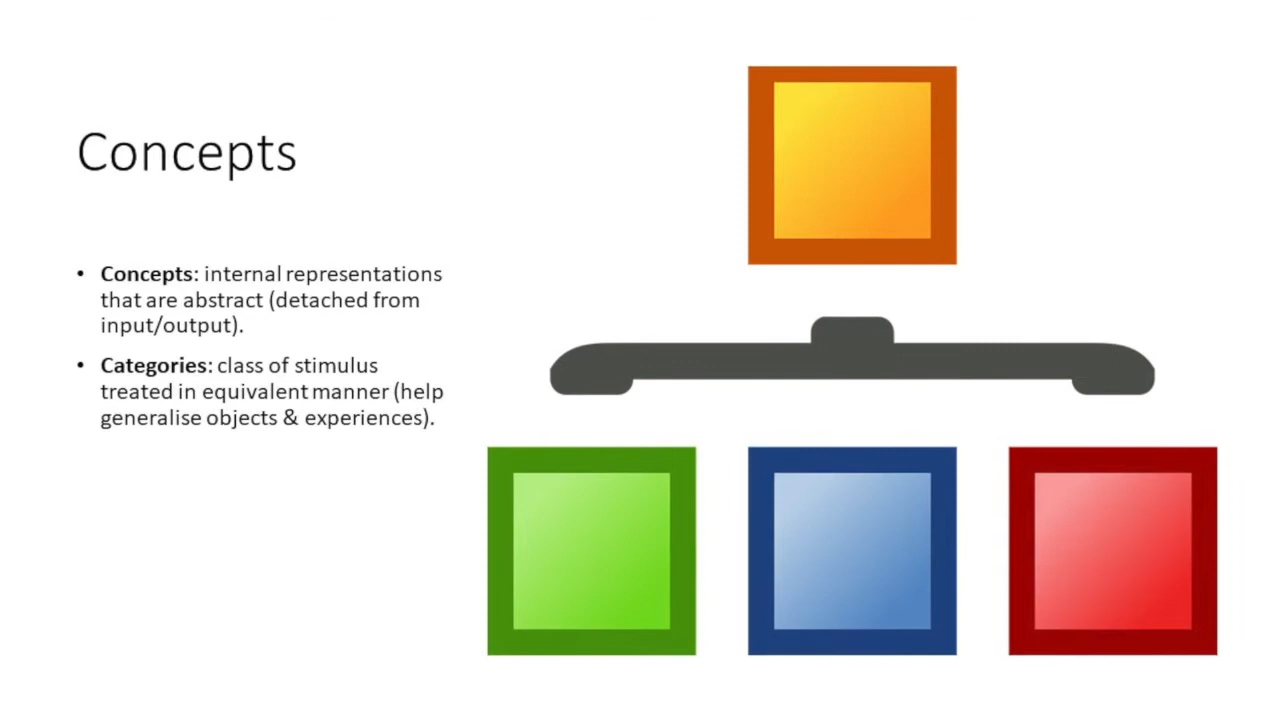 Concepts
• Concepts: internal representations
that are abstract (detached from
input/output).
• Categories: class of stimulus
treated in equivalent manner (help
generalise objects & experiences).